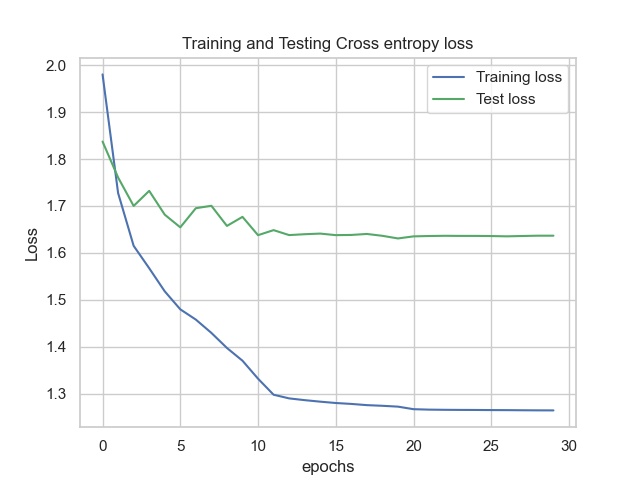 Training and Testing Cross entropy loss
Training loss
Test loss
2.0
1.9
1.8
1.7
1.6
1.5
1.4
1.3
Loss
0 5 10 15 20 25 30
epochs